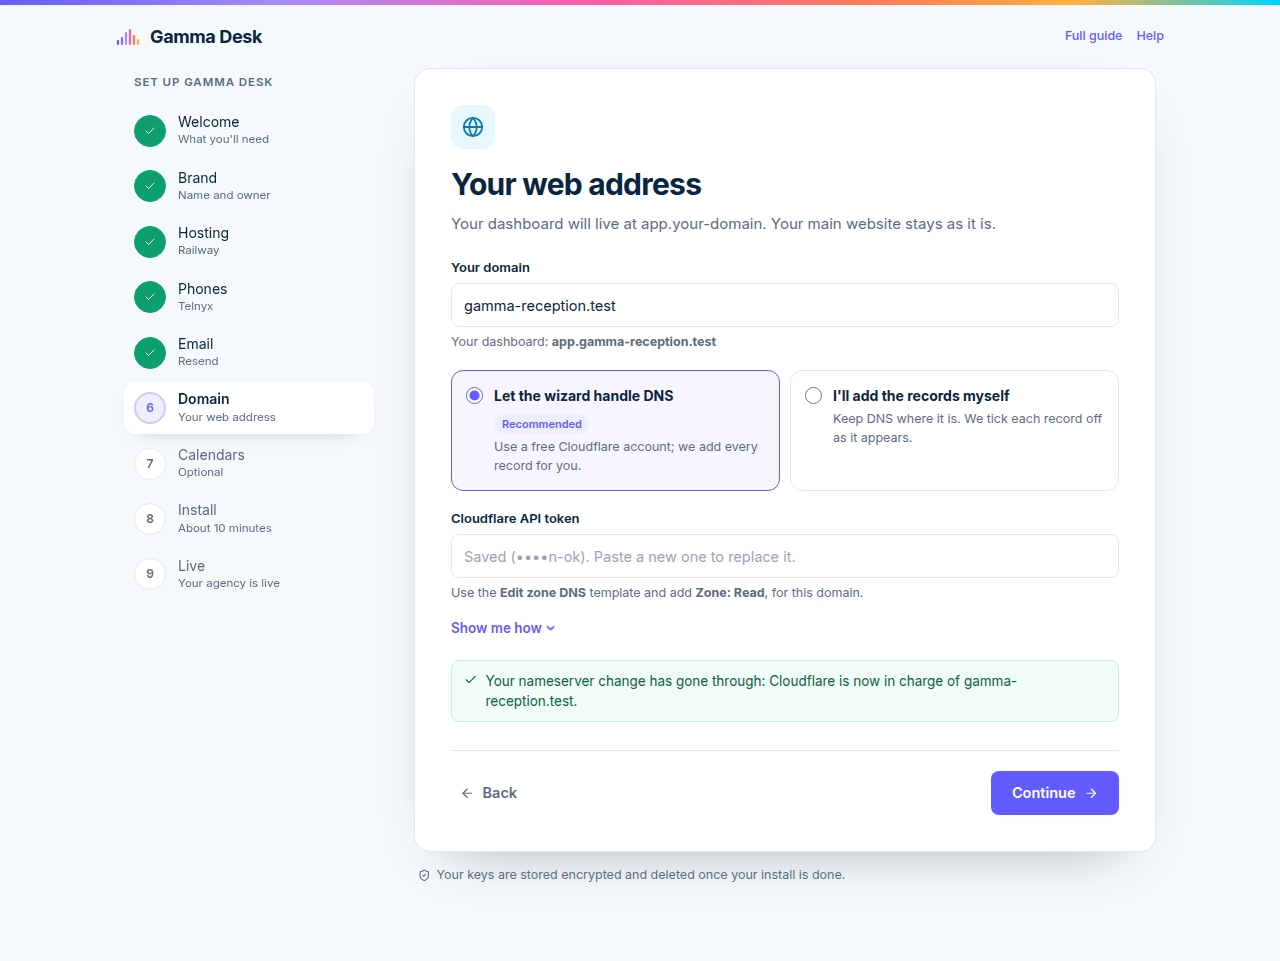 Gamma Desk
Full guide
Help
SET UP GAMMA DESK
Welcome
What you'll need
Brand
Name and owner
Hosting
Railway
Phones
Telnyx
Email
Resend
6
Domain
Your web address
7
Calendars
Optional
8
Install
About 10 minutes
9
Live
Your agency is live
Your web address
Your dashboard will live at app.your-domain. Your main website stays as it is.
Your domain
gamma-reception.test
Your dashboard: app.gamma-reception.test
Let the wizard handle DNS
Recommended
Use a free Cloudflare account; we add every
record for you.
I'll add the records myself
Keep DNS where it is. We tick each record off
as it appears.
Cloudflare API token
Saved (••••n-ok). Paste a new one to replace it.
Use the Edit zone DNS template and add Zone: Read, for this domain.
Show me how
Your nameserver change has gone through: Cloudflare is now in charge of gamma-
reception.test.
Back
Continue
Your keys are stored encrypted and deleted once your install is done.